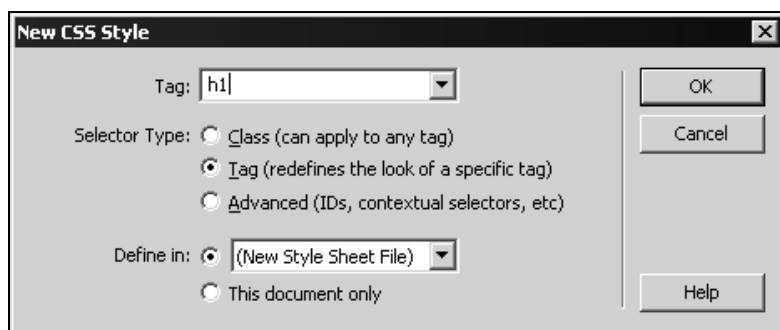 New CSS Style
Tag: h1
OK
Selector Type: Class (can apply to any tag)
Cancel
Tag (redefines the look of a specific tag)
Advanced (IDs, contextual selectors, etc)
Define in: (New Style Sheet File)
This document only
Help